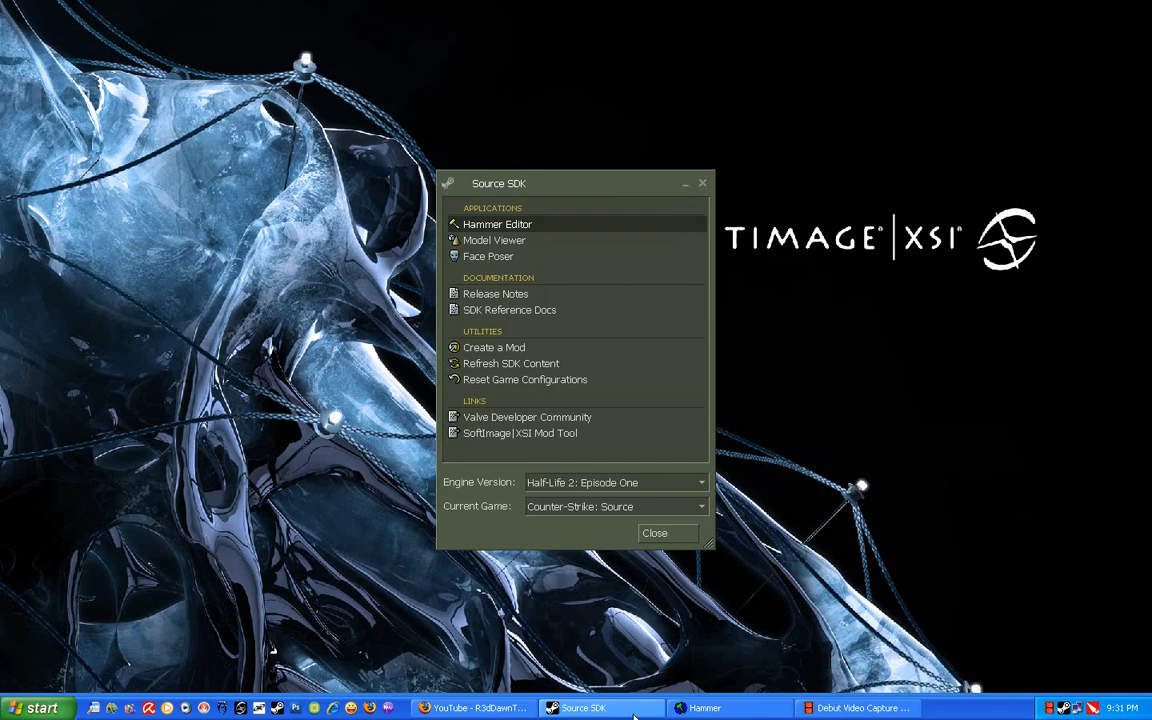 Source SDK
APPLICATIONS
Hammer Editor
Model Viewer
Face Poser
DOCUMENTATION
Release Notes
SDK Reference Docs
UTILITIES
Create a Mod
Refresh SDK Content
Reset Game Configurations
LINKS
Valve Developer Community
SoftImage|XSI Mod Tool
Engine Version: Half-Life 2: Episode One
Current Game: Counter-Strike: Source
Close
TIMAGE®|XSI®
start
YouTube - R3dDawnT...
Source SDK
Hammer
Debut Video Capture ...
9:31 PM